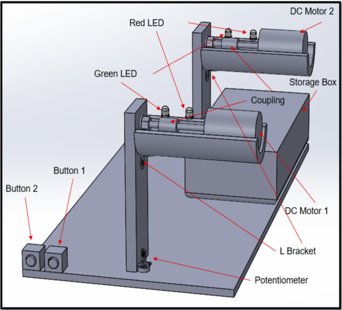 DC Motor 2
Red LED
Storage Box
Green LED
Coupling
Button 1
Button 2
DC Motor 1
L Bracket
Potentiometer